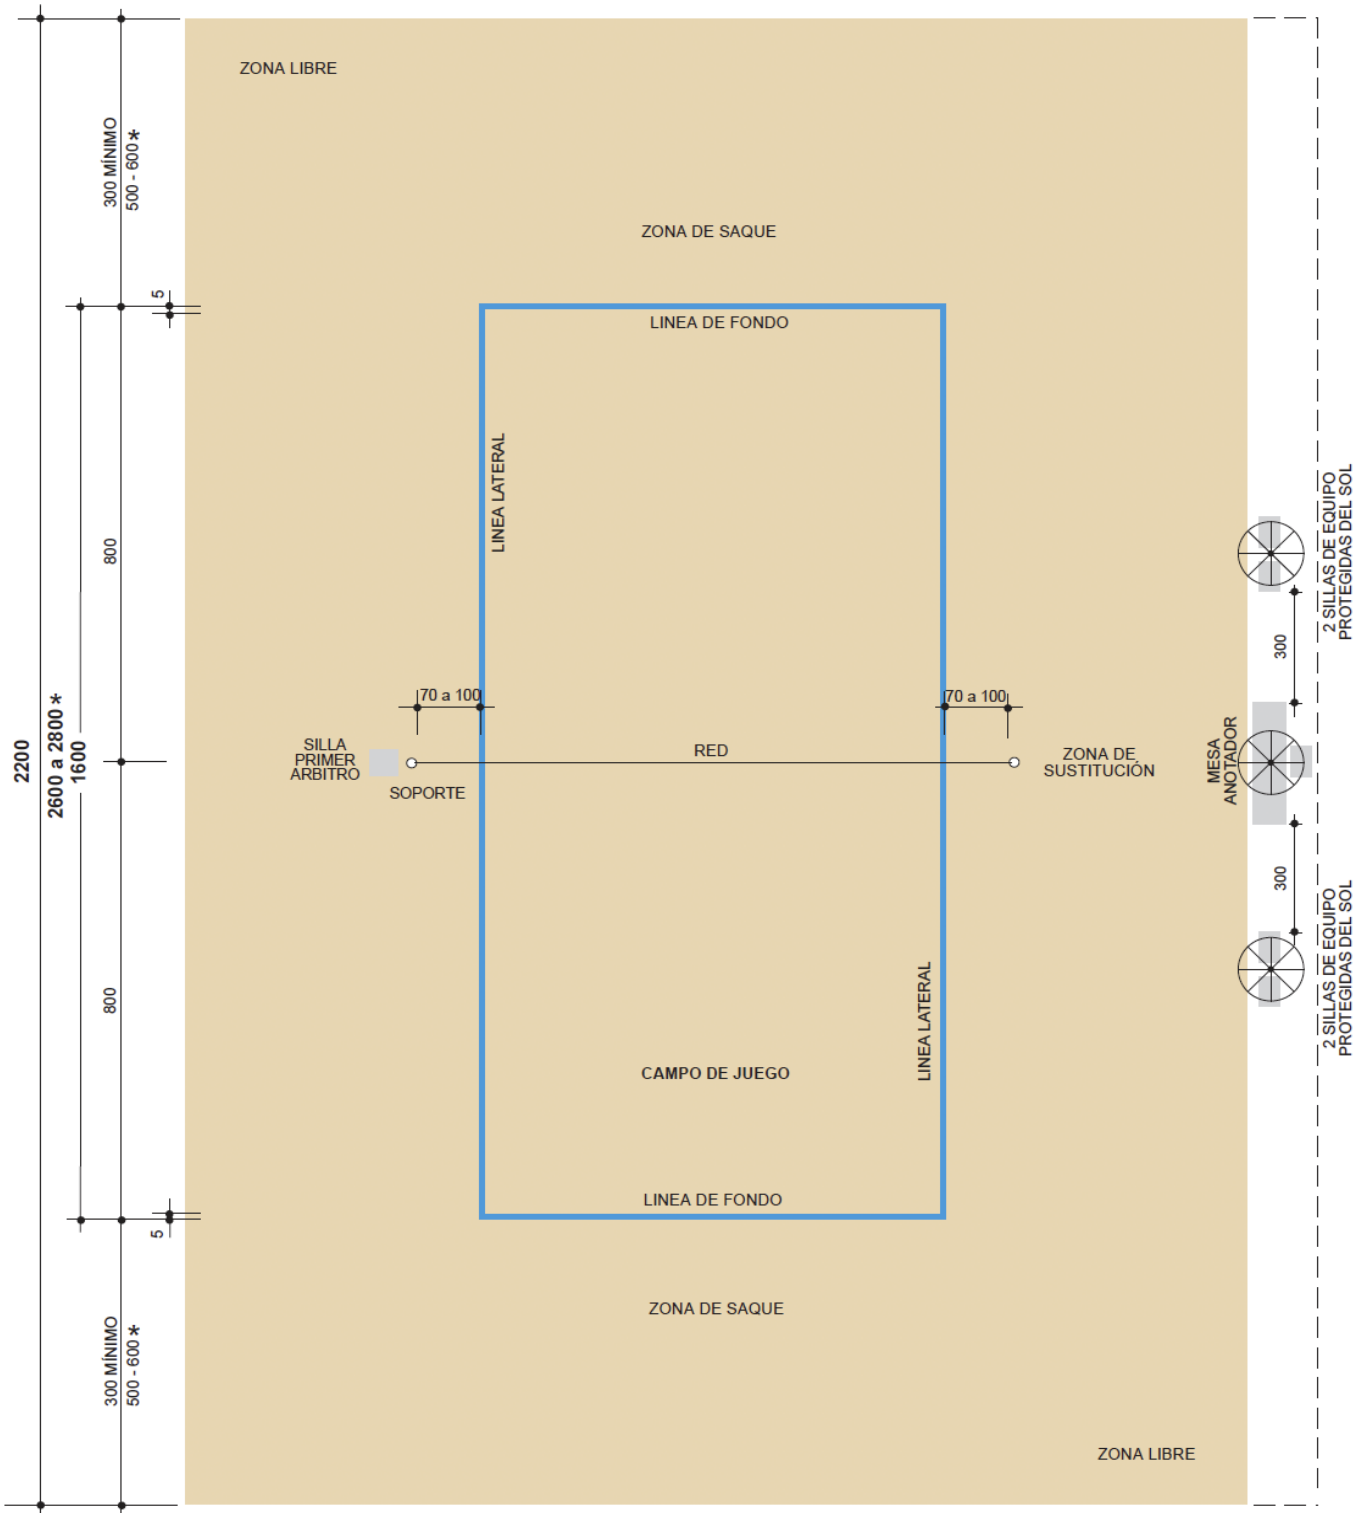 ZONA LIBRE
300 MÍNIMO
500 - 600*
ZONA DE SAQUE
5
LINEA DE FONDO
LINEA LATERAL
2 SILLAS DE EQUIPO
PROTEGIDAS DEL SOL
800
300
70 a 100
70 a 100
2200
2600 a 2800*
1600
SILLA
PRIMER
ARBITRO
SOPORTE
RED
ZONA DE
SUSTITUCIÓN
MESA
ANOTADOR
300
800
2 SILLAS DE EQUIPO
PROTEGIDAS DEL SOL
LINEA LATERAL
CAMPO DE JUEGO
LINEA DE FONDO
5
ZONA DE SAQUE
300 MÍNIMO
500 - 600*
ZONA LIBRE